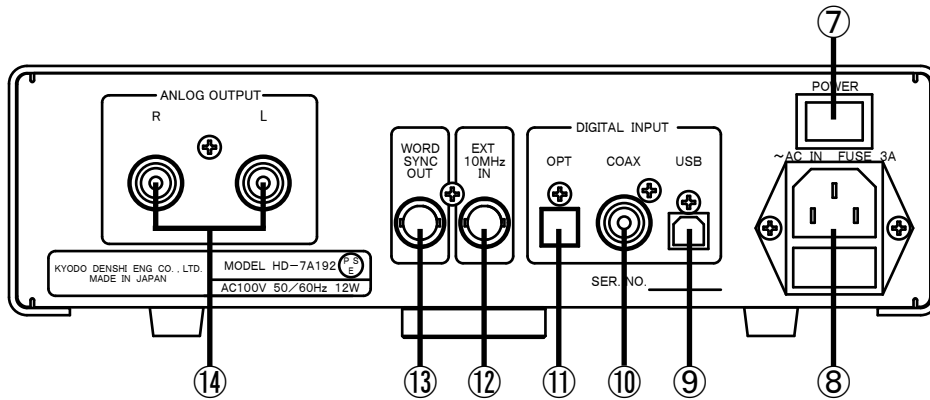 ⑦
POWER
ANLOG OUTPUT
R L
WORD
SYNC
OUT
EXT
10MHz
IN
DIGITAL INPUT
OPT COAX USB
~AC IN FUSE 3A
KYODO DENSHI ENG CO., LTD.
MADE IN JAPAN
MODEL HD-7A192
P S
E
AC100V 50/60Hz 12W
SER. NO.
⑭ ⑬ ⑫ ⑪ ⑩ ⑨ ⑧